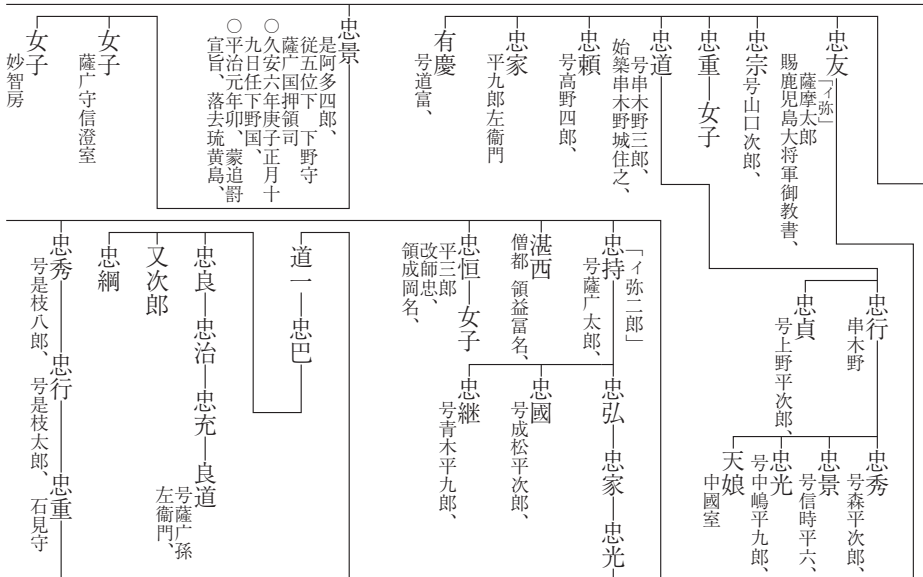 忠友
「イ弥」
薩摩太郎
賜鹿児島大将軍御教書、
忠宗
号山口次郎、
忠重
女子
忠道
号串木野三郎、
始築串木野城住之、
忠頼
号高野四郎、
忠家
平九郎左衞門
有慶
号道富、
忠景
是阿多四郎、
従五位下 下野守
薩广国押領司
○久安六年庚子正月十
九日任下野国、
○平治元年卯、蒙追罸
宣旨、落去琉黄島、
女子
薩广守信澄室
女子
妙智房
忠行
串木野
忠貞
号上野平次郎、
忠秀
号森平次郎、
忠景
号信時平六、
忠光
号中嶋平九郎、
天娘
中國室
忠持
「イ弥二郎」
号薩广太郎、
湛西
僧都 領益冨名、
忠恒
平三郎
改師忠、
領成岡名、
女子
忠弘
忠家
忠光
忠國
号成松平次郎、
忠継
号青木平九郎、
道一
忠巴
忠良
忠治
忠充
良道
号薩广孫
左衞門、
又次郎
忠綱
忠秀
号是枝八郎、
忠行
号是枝太郎、
忠重
石見守